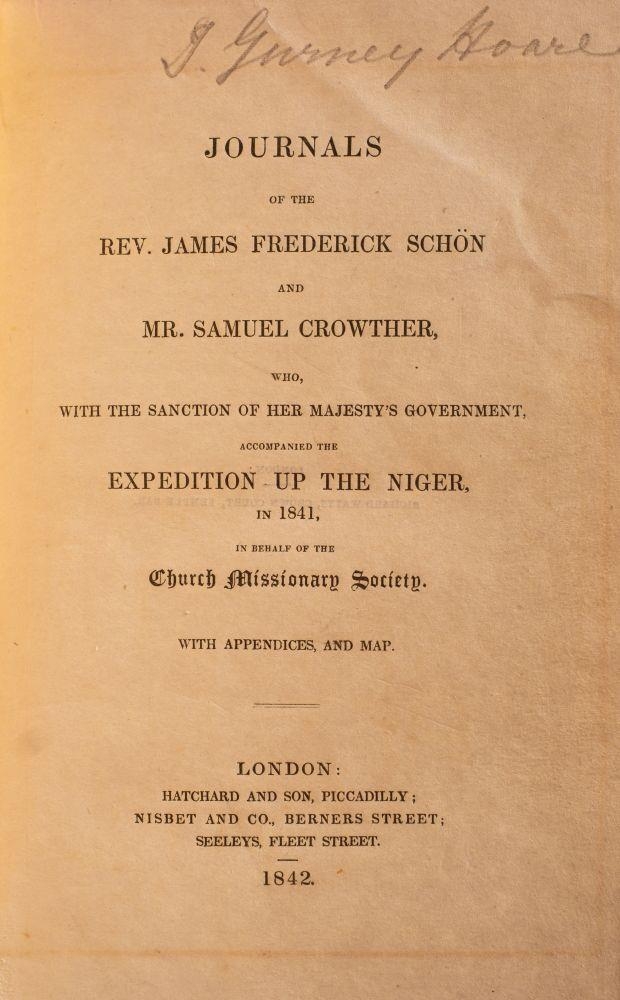 J. Gurney Hoare
JOURNALS
OF THE
REV. JAMES FREDERICK SCHÖN
AND
MR. SAMUEL CROWTHER,
WHO,
WITH THE SANCTION OF HER MAJESTY'S GOVERNMENT,
ACCOMPANIED THE
EXPEDITION UP THE NIGER,
IN 1841,
IN BEHALF OF THE
Church Missionary Society.
WITH APPENDICES, AND MAP.
LONDON:
HATCHARD AND SON, PICCADILLY;
NISBET AND CO., BERNERS STREET;
SEELEYS, FLEET STREET.
1842.